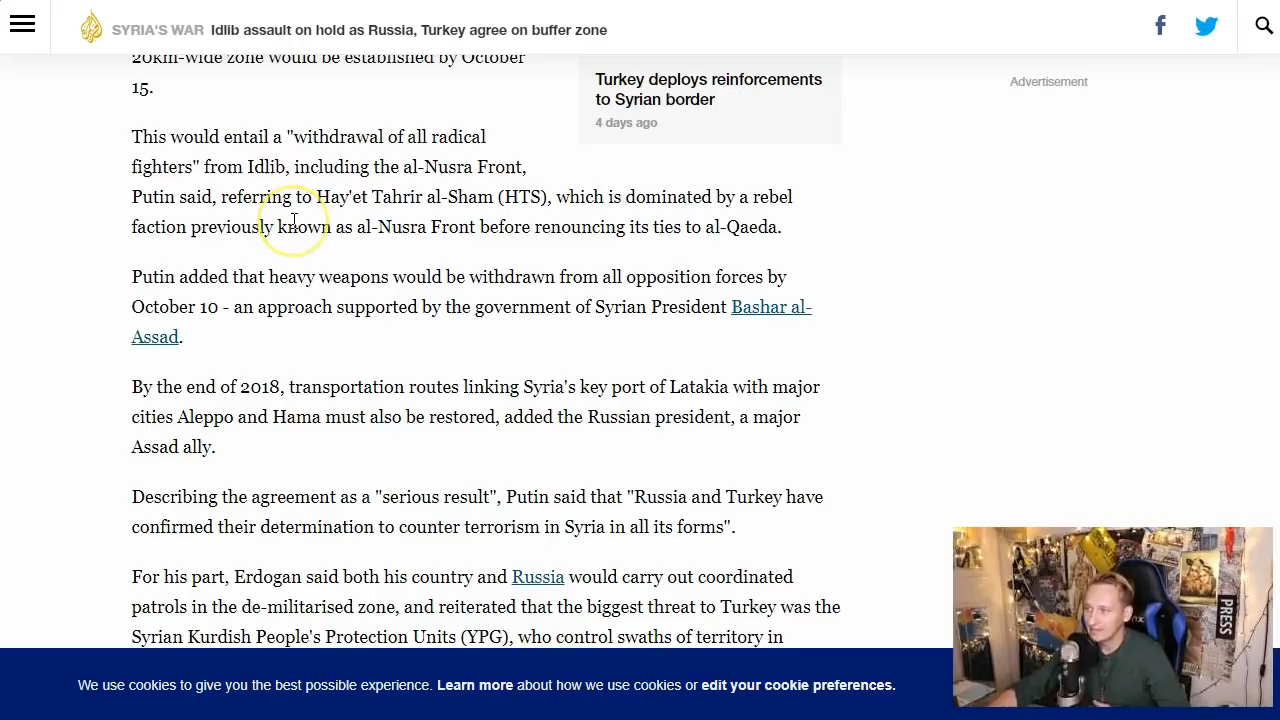 SYRIA'S WAR Idlib assault on hold as Russia, Turkey agree on buffer zone
20km-wide zone would be established by October
15.
Turkey deploys reinforcements
to Syrian border
4 days ago
Advertisement
This would entail a "withdrawal of all radical
fighters" from Idlib, including the al-Nusra Front,
Putin said, referring to Hay'et Tahrir al-Sham (HTS), which is dominated by a rebel
faction previously known as al-Nusra Front before renouncing its ties to al-Qaeda.
Putin added that heavy weapons would be withdrawn from all opposition forces by
October 10 - an approach supported by the government of Syrian President Bashar al-
Assad.
By the end of 2018, transportation routes linking Syria's key port of Latakia with major
cities Aleppo and Hama must also be restored, added the Russian president, a major
Assad ally.
Describing the agreement as a "serious result", Putin said that "Russia and Turkey have
confirmed their determination to counter terrorism in Syria in all its forms".
For his part, Erdogan said both his country and Russia would carry out coordinated
patrols in the de-militarised zone, and reiterated that the biggest threat to Turkey was the
Syrian Kurdish People's Protection Units (YPG), who control swaths of territory in
PRESS
We use cookies to give you the best possible experience. Learn more about how we use cookies or edit your cookie preferences.